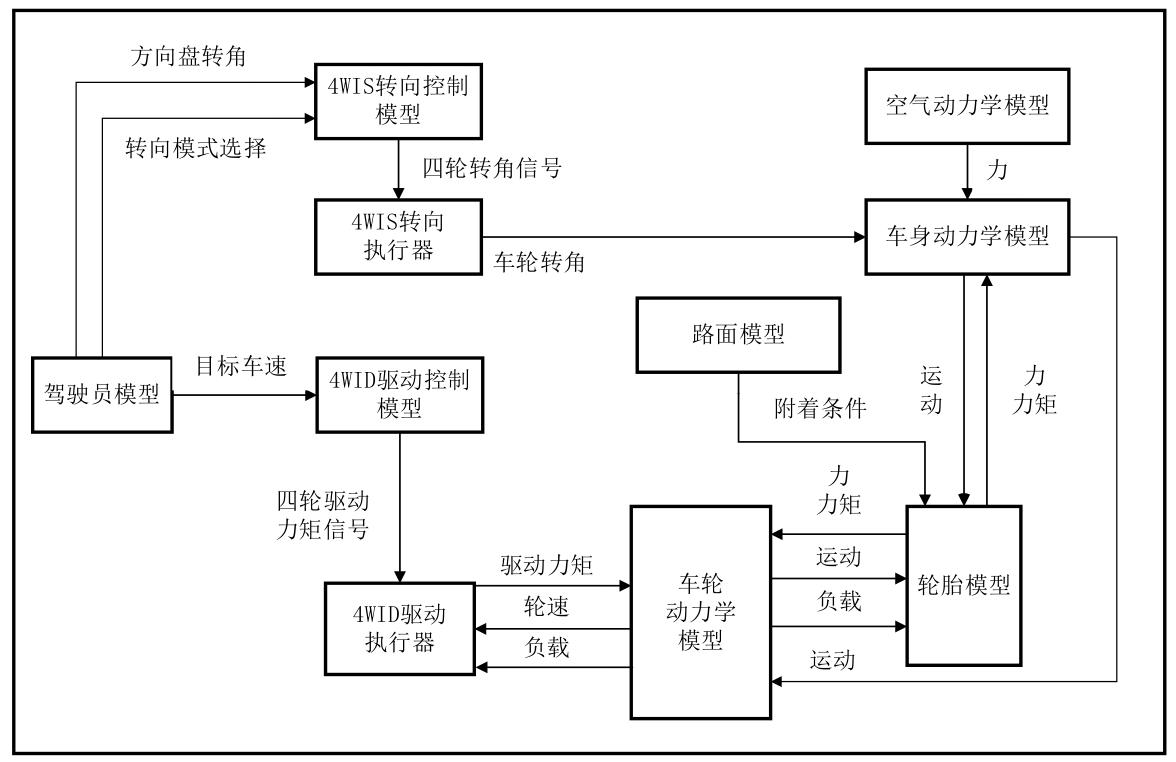 方向盘转角
4WIS转向控制
模型
空气动力学模型
转向模式选择
四轮转角信号
力
4WIS转向
执行器
车身动力学模型
车轮转角
路面模型
目标车速
驾驶员模型
4WID驱动控制
模型
附着条件
运
动
力
力矩
四轮驱动
力矩信号
力
力矩
驱动力矩
轮速
负载
4WID驱动
执行器
车轮
动力学
模型
运动
负载
运动
轮胎模型